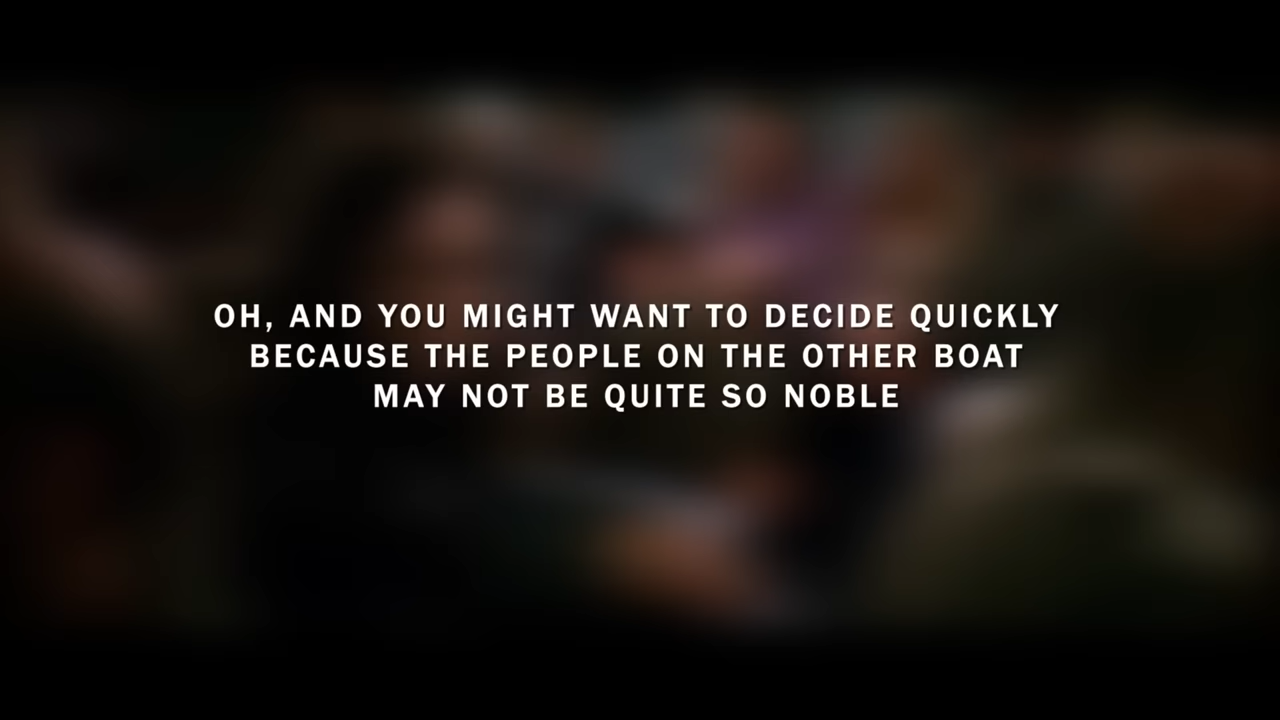 OH, AND YOU MIGHT WANT TO DECIDE QUICKLY
BECAUSE THE PEOPLE ON THE OTHER BOAT
MAY NOT BE QUITE SO NOBLE